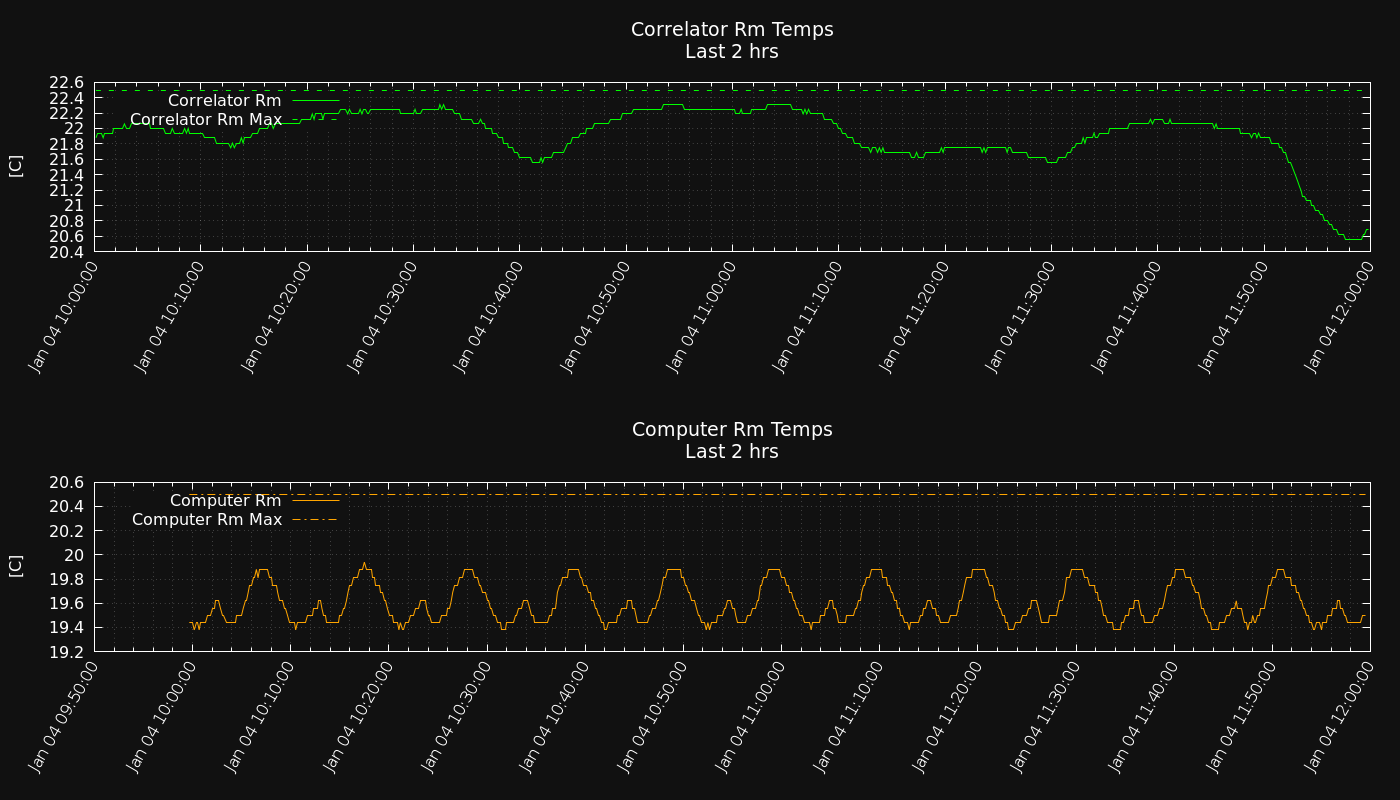 Correlator Rm Temps
Last 2 hrs
22.6
22.4
22.2
22
21.8
21.6
21.4
21.2
21
20.8
20.6
20.4
[C]
Correlator Rm
Correlator Rm Max
Jan 04 10:00:00
Jan 04 10:10:00
Jan 04 10:20:00
Jan 04 10:30:00
Jan 04 10:40:00
Jan 04 10:50:00
Jan 04 11:00:00
Jan 04 11:10:00
Jan 04 11:20:00
Jan 04 11:30:00
Jan 04 11:40:00
Jan 04 11:50:00
Jan 04 12:00:00
Computer Rm Temps
Last 2 hrs
20.6
20.4
20.2
20
19.8
19.6
19.4
19.2
[C]
Computer Rm
Computer Rm Max
Jan 04 09:50:00
Jan 04 10:00:00
Jan 04 10:10:00
Jan 04 10:20:00
Jan 04 10:30:00
Jan 04 10:40:00
Jan 04 10:50:00
Jan 04 11:00:00
Jan 04 11:10:00
Jan 04 11:20:00
Jan 04 11:30:00
Jan 04 11:40:00
Jan 04 11:50:00
Jan 04 12:00:00